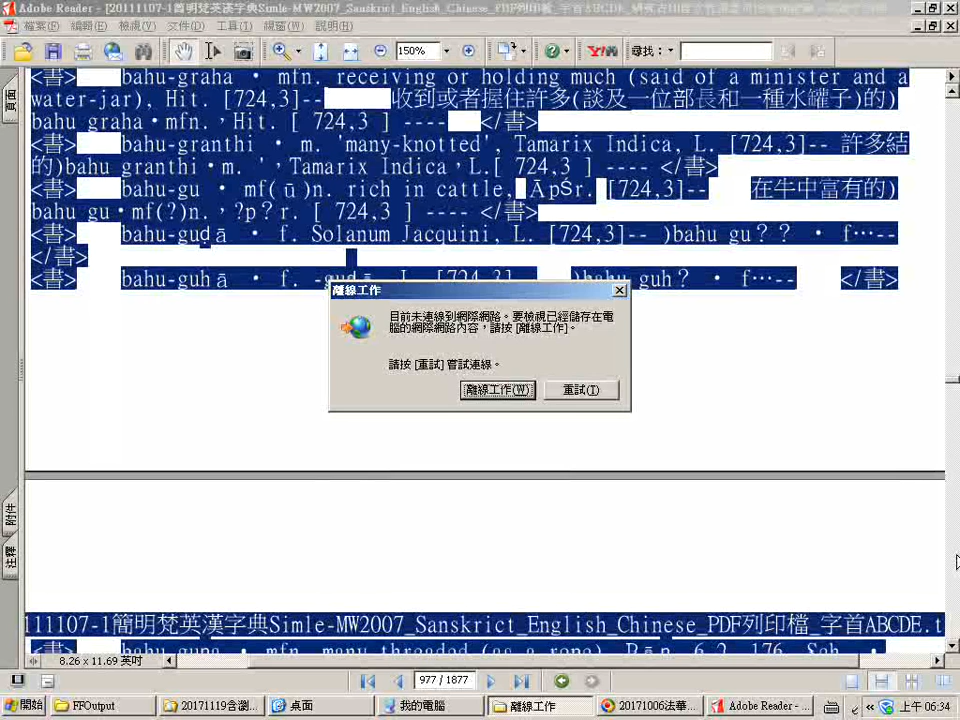 Adobe Reader - [20111107-1簡明梵英漢字典Simle-MW2007_Sanskrict_English_Chinese_PDF列印檔_字首ABCDE
檔案(F) 編輯(E) 檢視(V) 文件(D) 工具(T) 視窗(W) 說明(H)
150% 尋找:
頁面
<書> bahu-graha • mfn. receiving or holding much (said of a minister and a
water-jar), Hit. [724,3]-- 收到或者握住許多(談及一位部長和一種水罐子)的)
bahu graha•mfn.，Hit. [ 724,3 ] ---- </書>
<書> bahu-granthi • m. 'many-knotted', Tamarix Indica, L. [724,3]-- 許多結
的)bahu granthi•m. '，Tamarix Indica，L.[ 724,3 ] ---- </書>
<書> bahu-gu • mf(ū)n. rich in cattle, ĀpŚr. [724,3]-- 在牛中富有的)
bahu gu•mf(?)n.，?p？r. [ 724,3 ] ---- </書>
<書> bahu-guḍā • f. Solanum Jacquini, L. [724,3]-- )bahu gu？？ • f…--
</書>
<書> bahu-guhā • f. -guḍā, L. [724,3] )bahu guh？ • f…-- </書>
離線工作
目前未連線到網際網路。要檢視已經儲存在電
腦的網際網路內容，請按 [離線工作]。
請按 [重試] 嘗試連線。
離線工作(W) 重試(T)
附件
注釋
111107-1簡明梵英漢字典Simle-MW2007_Sanskrict_English_Chinese_PDF列印檔_字首ABCDE.t
<書> bahu-guṇa • mfn. many threaded (as a rope), Rān. 6,2, 176, Sch. •
8.26 x 11.69 英吋
977 / 1877
開始 FFOutput 20171119含瀏... 桌面 我的電腦 離線工作 20171006法華... Adobe Reader -... 上午 06:34